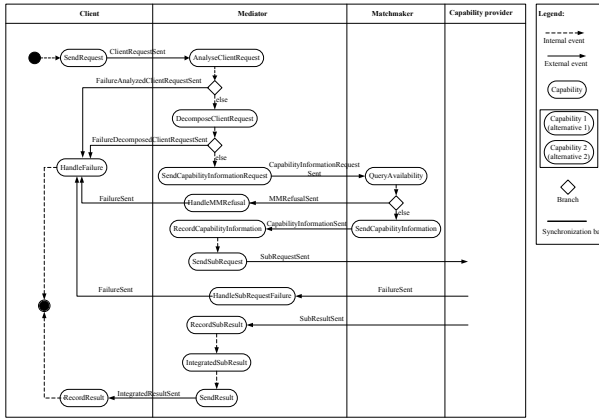 Client
Mediator
Matchmaker
Capability provider
SendRequest
ClientRequestSent
AnalyseClientRequest
FailureAnalyzedClientRequestSent
else
DecomposeClientRequest
FailureDecomposedClientRequestSent
else
HandleFailure
SendCapabilityInformationRequest
CapabilityInformationRequest
Sent
QueryAvailability
FailureSent
HandleMMRefusal
MMRefusalSent
else
RecordCapabilityInformation
CapabilityInformationSent
SendCapabilityInformation
SendSubRequest
SubRequestSent
FailureSent
HandleSubRequestFailure
FailureSent
RecordSubResult
SubResultSent
IntegratedSubResult
RecordResult
IntegratedResultSent
SendResult
Legend:
Internal event
External event
Capability
Capability 1
(alternative 1)
Capability 2
(alternative 2)
Branch
Synchronization ba